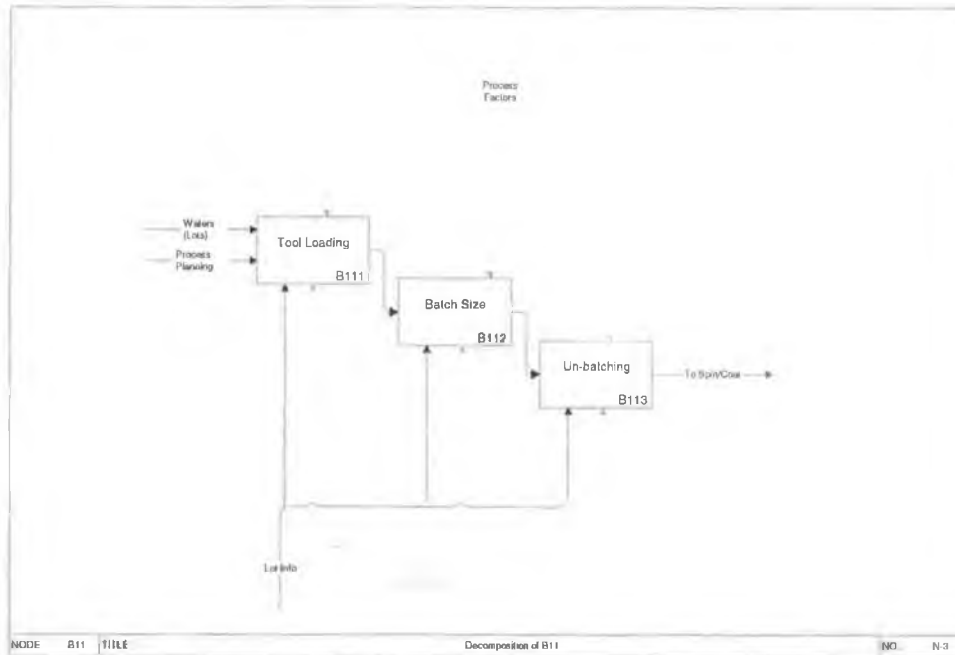 Process
Factors
Wafers
(Lots)
Process
Planning
Tool Loading
B111
Batch Size
B112
Un-batching
B113
To Spin/Coat
Lot Info
NODE B11 TITLE Decomposition of B11 NO. N-3